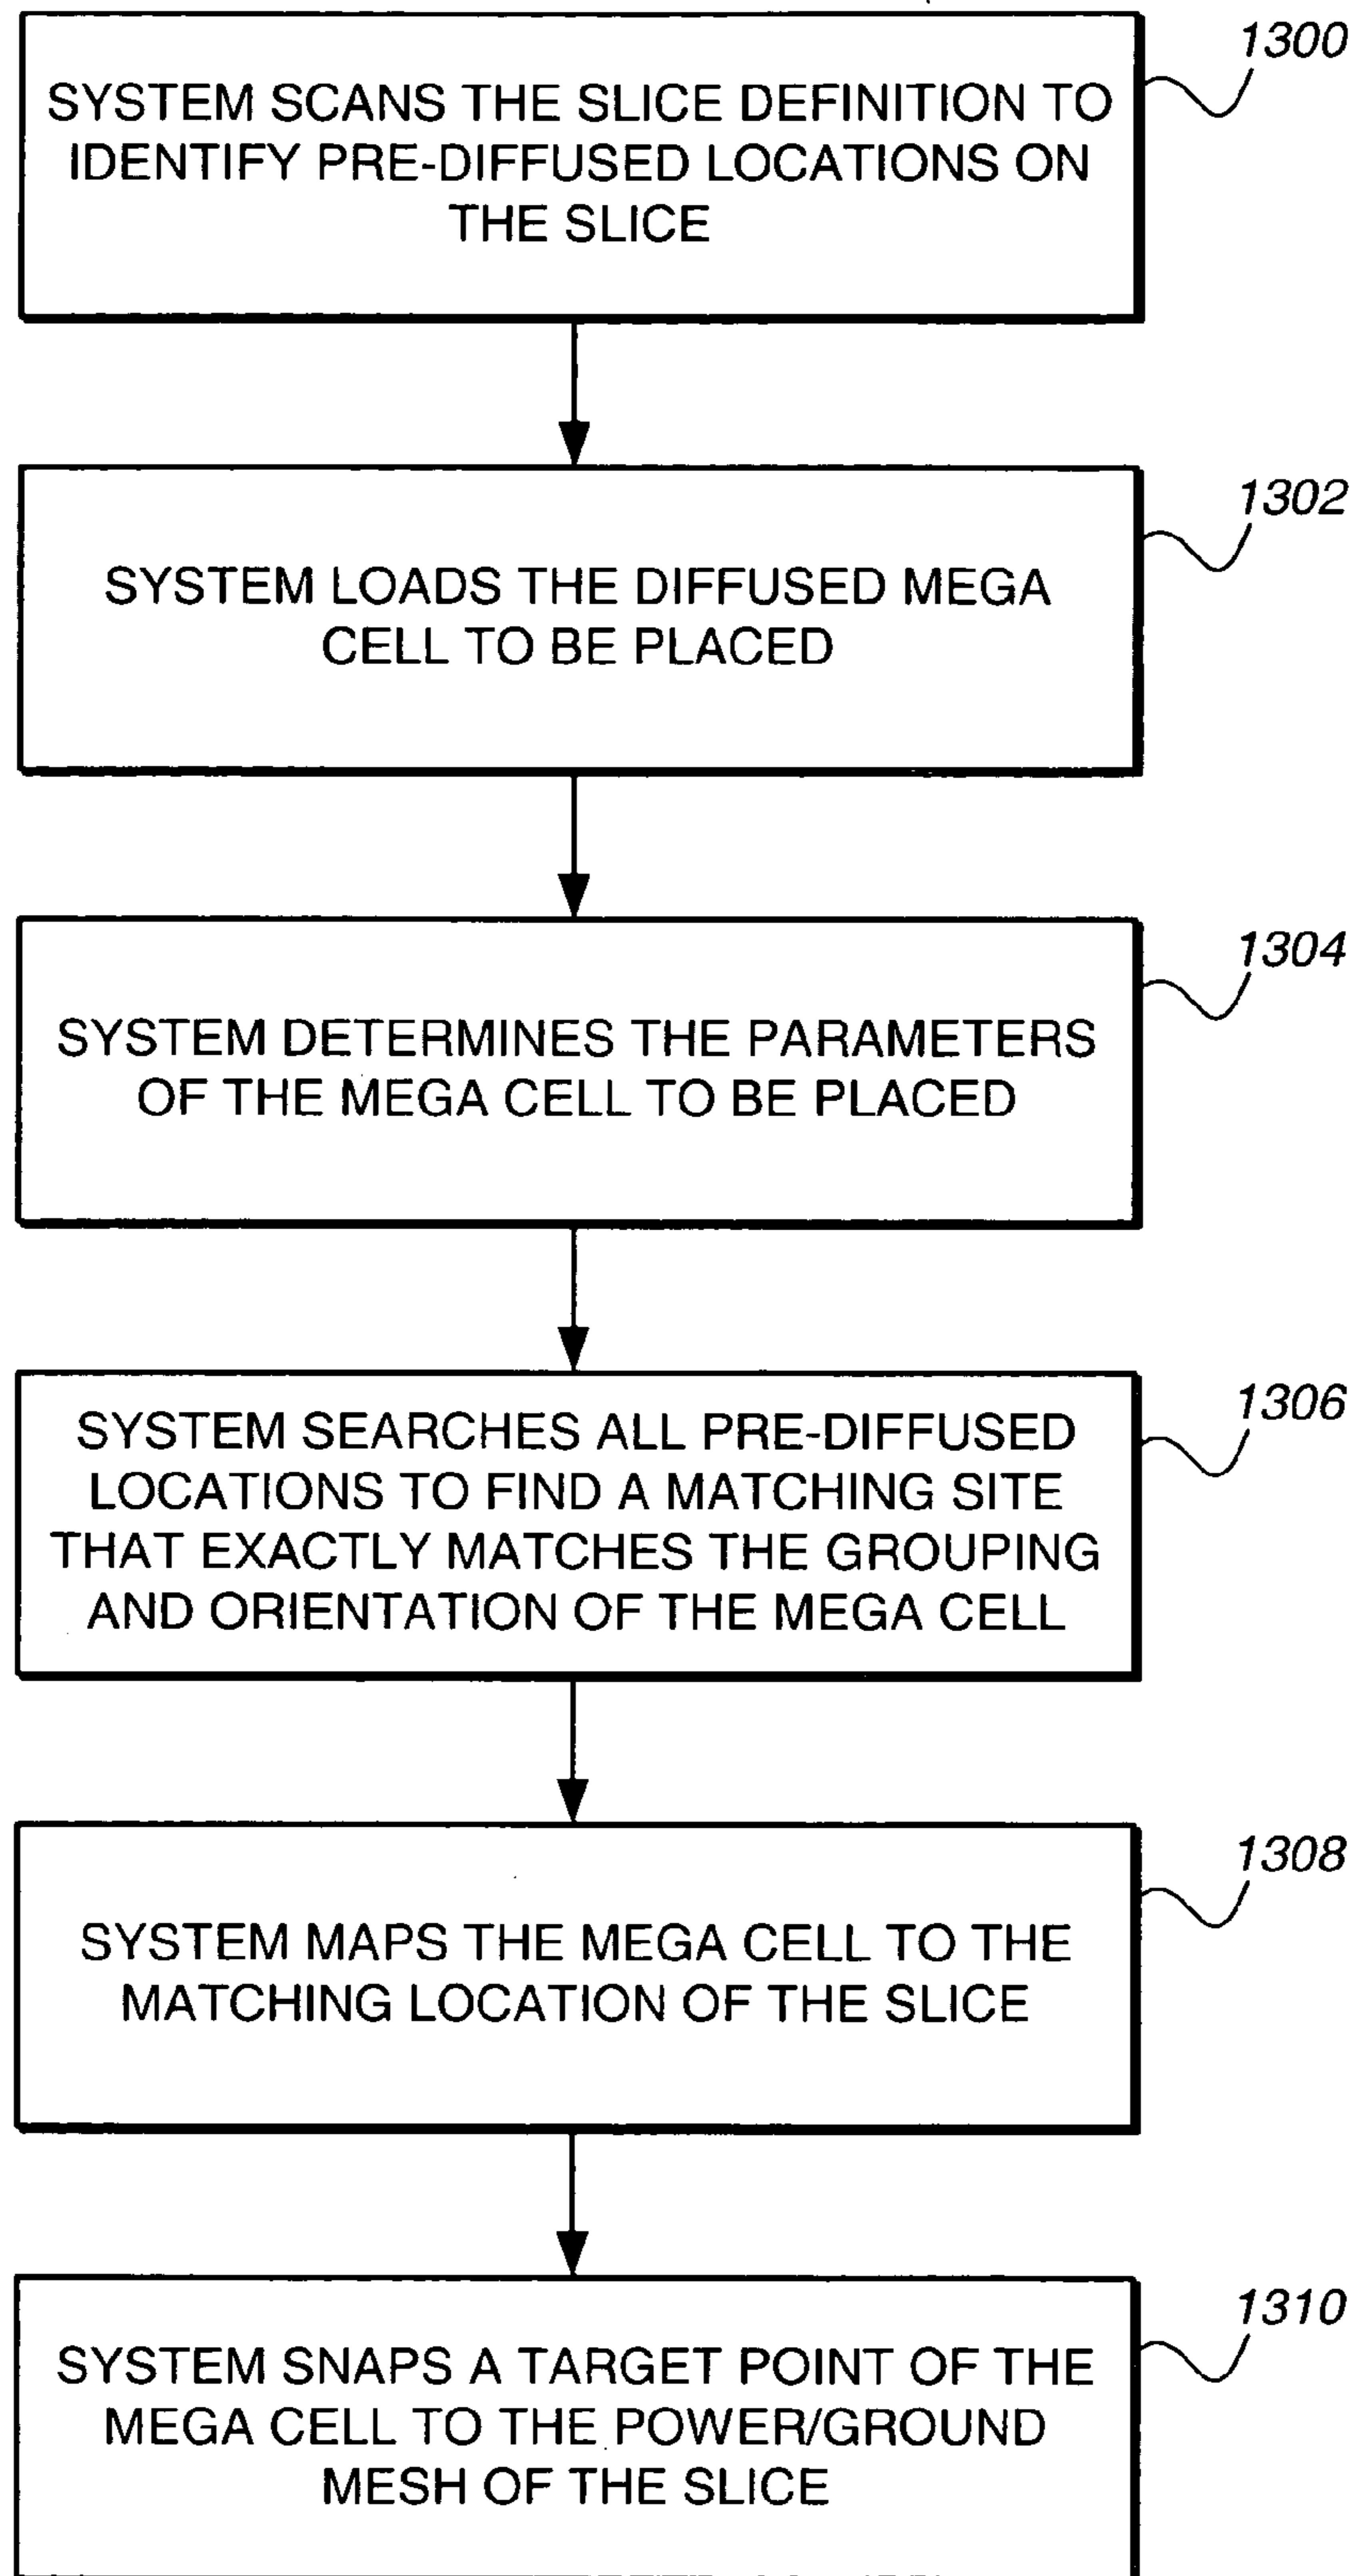 1300
SYSTEM SCANS THE SLICE DEFINITION TO
IDENTIFY PRE-DIFFUSED LOCATIONS ON
THE SLICE
1302
SYSTEM LOADS THE DIFFUSED MEGA
CELL TO BE PLACED
1304
SYSTEM DETERMINES THE PARAMETERS
OF THE MEGA CELL TO BE PLACED
1306
SYSTEM SEARCHES ALL PRE-DIFFUSED
LOCATIONS TO FIND A MATCHING SITE
THAT EXACTLY MATCHES THE GROUPING
AND ORIENTATION OF THE MEGA CELL
1308
SYSTEM MAPS THE MEGA CELL TO THE
MATCHING LOCATION OF THE SLICE
1310
SYSTEM SNAPS A TARGET POINT OF THE
MEGA CELL TO THE POWER/GROUND
MESH OF THE SLICE